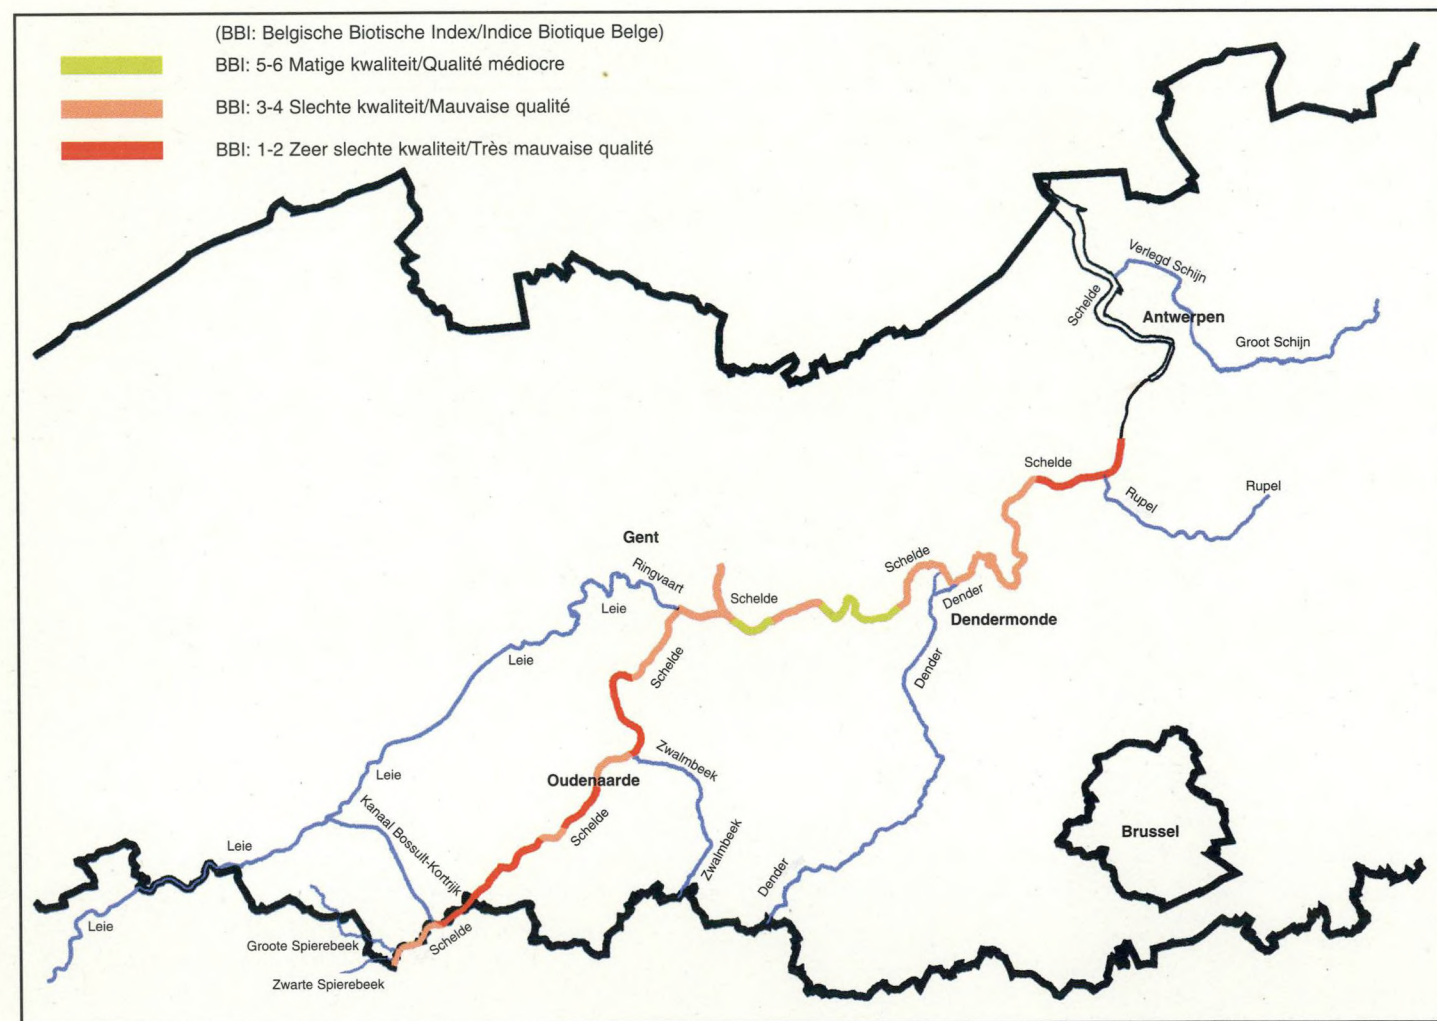 (BBI: Belgische Biotische Index/Indice Biotique Belge)
BBI: 5-6 Matige kwaliteit/Qualité médiocre
BBI: 3-4 Slechte kwaliteit/Mauvaise qualité
BBI: 1-2 Zeer slechte kwaliteit/Très mauvaise qualité
Verlegd Schijn
Schelde
Antwerpen
Groot Schijn
Schelde
Rupel
Rupel
Gent
Ringvaart
Leie
Schelde
Schelde
Dender
Dendermonde
Leie
Schelde
Dender
Zwalmbeek
Leie
Oudenaarde
Kanaal Bossuit-Kortrijk
Schelde
Brussel
Leie
Zwalmbeek
Dender
Leie
Groote Spierebeek
Schelde
Zwarte Spierebeek